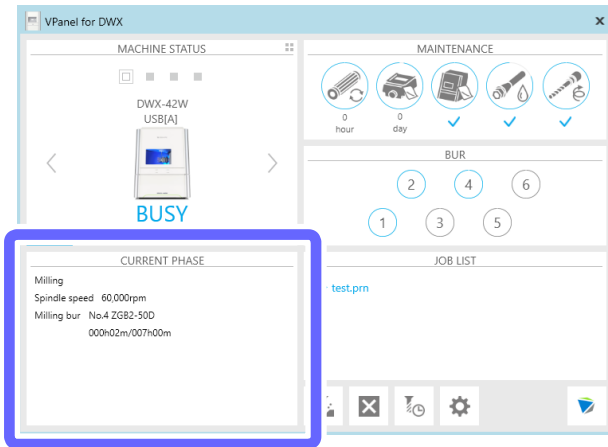 VPanel for DWX
MACHINE STATUS
DWX-42W
USB[A]
BUSY
MAINTENANCE
0 hour
0 day
BUR
2 4 6
1 3 5
CURRENT PHASE
Milling
Spindle speed 60,000rpm
Milling bur No.4 ZGB2-50D
000h02m/007h00m
JOB LIST
test.prn